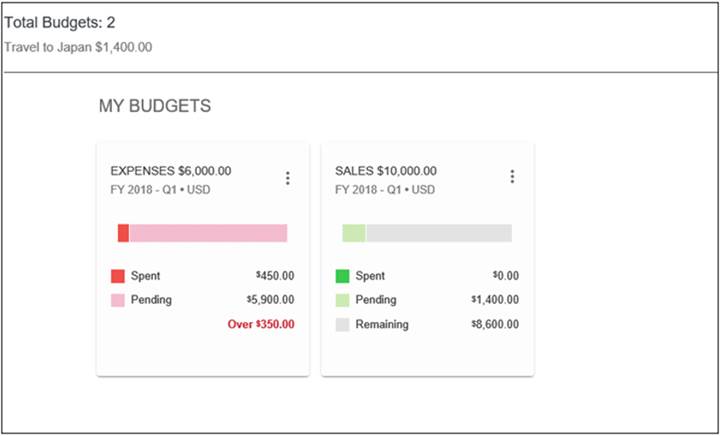 Total Budgets: 2
Travel to Japan $1,400.00
MY BUDGETS
EXPENSES $6,000.00
FY 2018 - Q1 • USD
Spent $450.00
Pending $5,900.00
Over $350.00
SALES $10,000.00
FY 2018 - Q1 • USD
Spent $0.00
Pending $1,400.00
Remaining $8,600.00